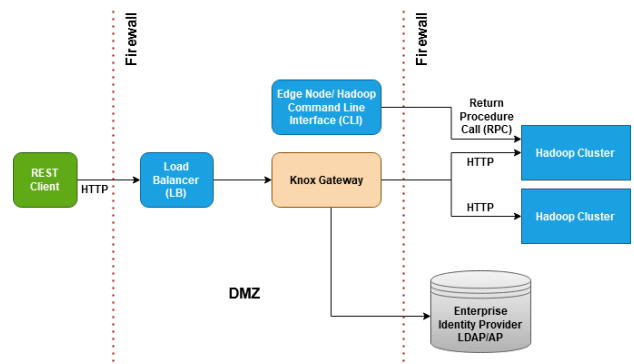 Firewall
Firewall
Edge Node/ Hadoop
Command Line
Interface (CLI)
Return
Procedure
Call (RPC)
Hadoop Cluster
REST
Client
HTTP
Load
Balancer
(LB)
Knox Gateway
HTTP
HTTP
Hadoop Cluster
DMZ
Enterprise
Identity Provider
LDAP/AP